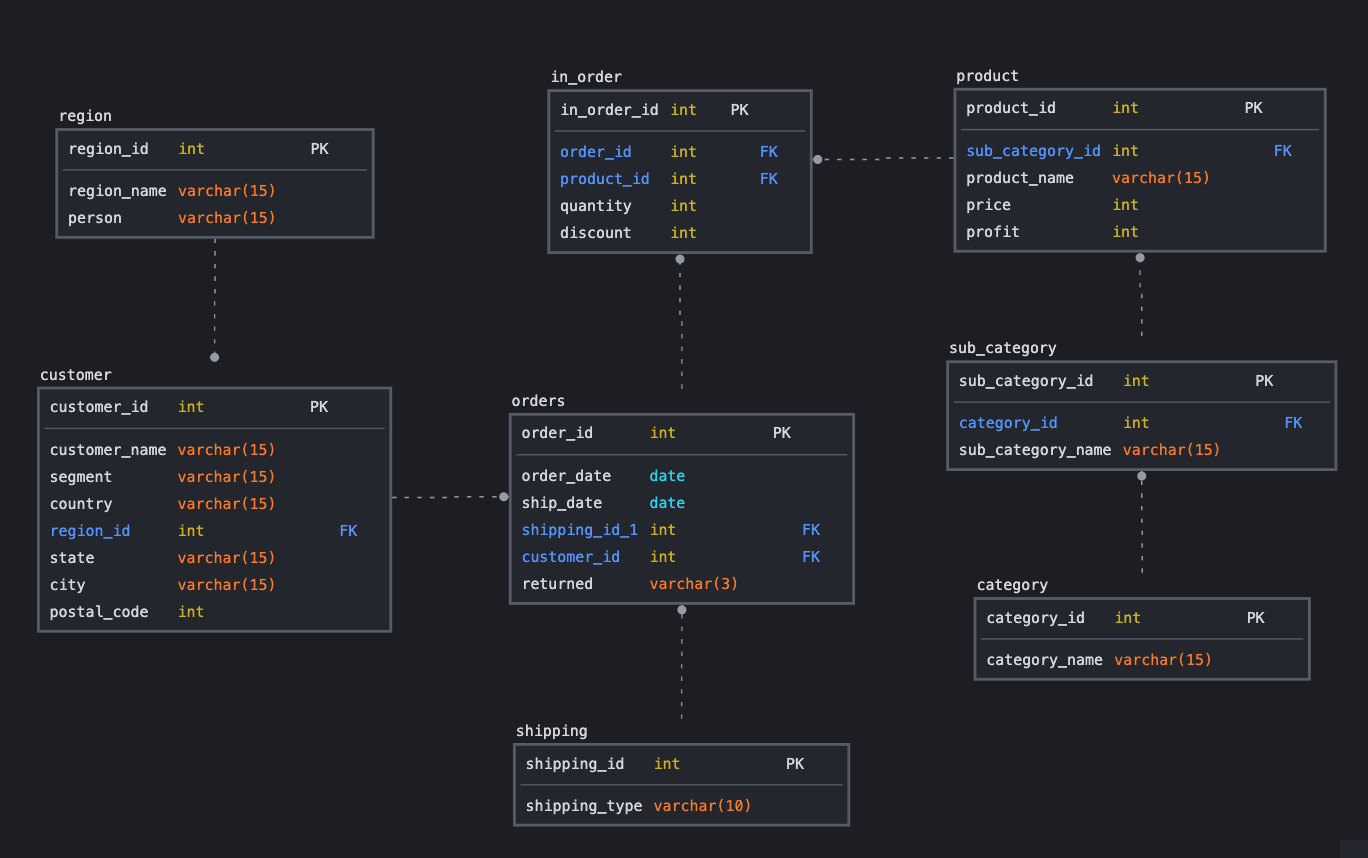 region
region_id int PK
region_name varchar(15)
person varchar(15)
customer
customer_id int PK
customer_name varchar(15)
segment varchar(15)
country varchar(15)
region_id int FK
state varchar(15)
city varchar(15)
postal_code int
in_order
in_order_id int PK
order_id int FK
product_id int FK
quantity int
discount int
orders
order_id int PK
order_date date
ship_date date
shipping_id_1 int FK
customer_id int FK
returned varchar(3)
shipping
shipping_id int PK
shipping_type varchar(10)
product
product_id int PK
sub_category_id int FK
product_name varchar(15)
price int
profit int
sub_category
sub_category_id int PK
category_id int FK
sub_category_name varchar(15)
category
category_id int PK
category_name varchar(15)